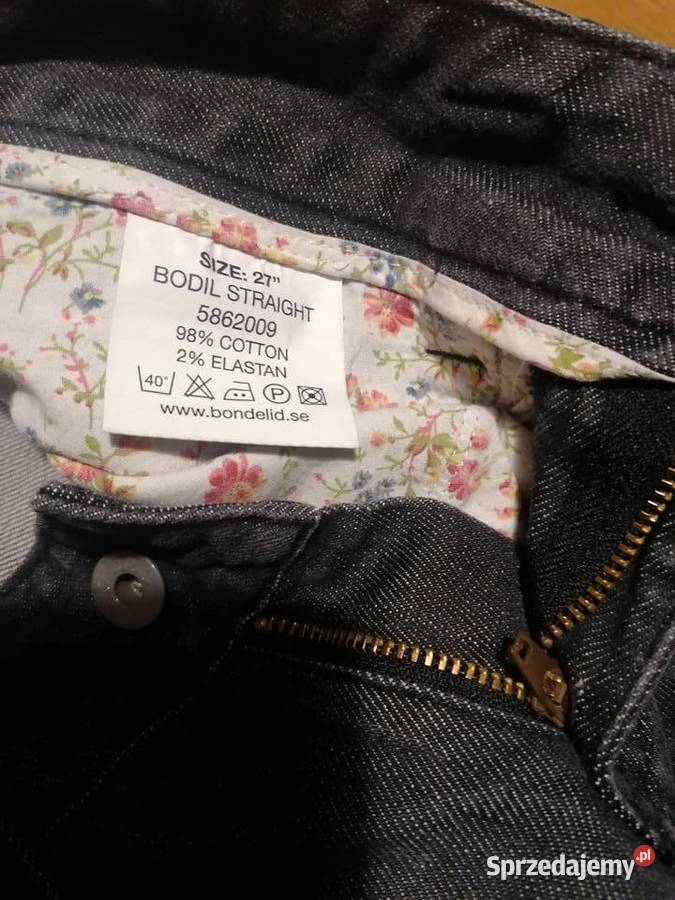 SIZE: 27”
BODIL STRAIGHT
5862009
98% COTTON
2% ELASTAN
40° P
www.bondelid.se
Sprzedajemy.pl